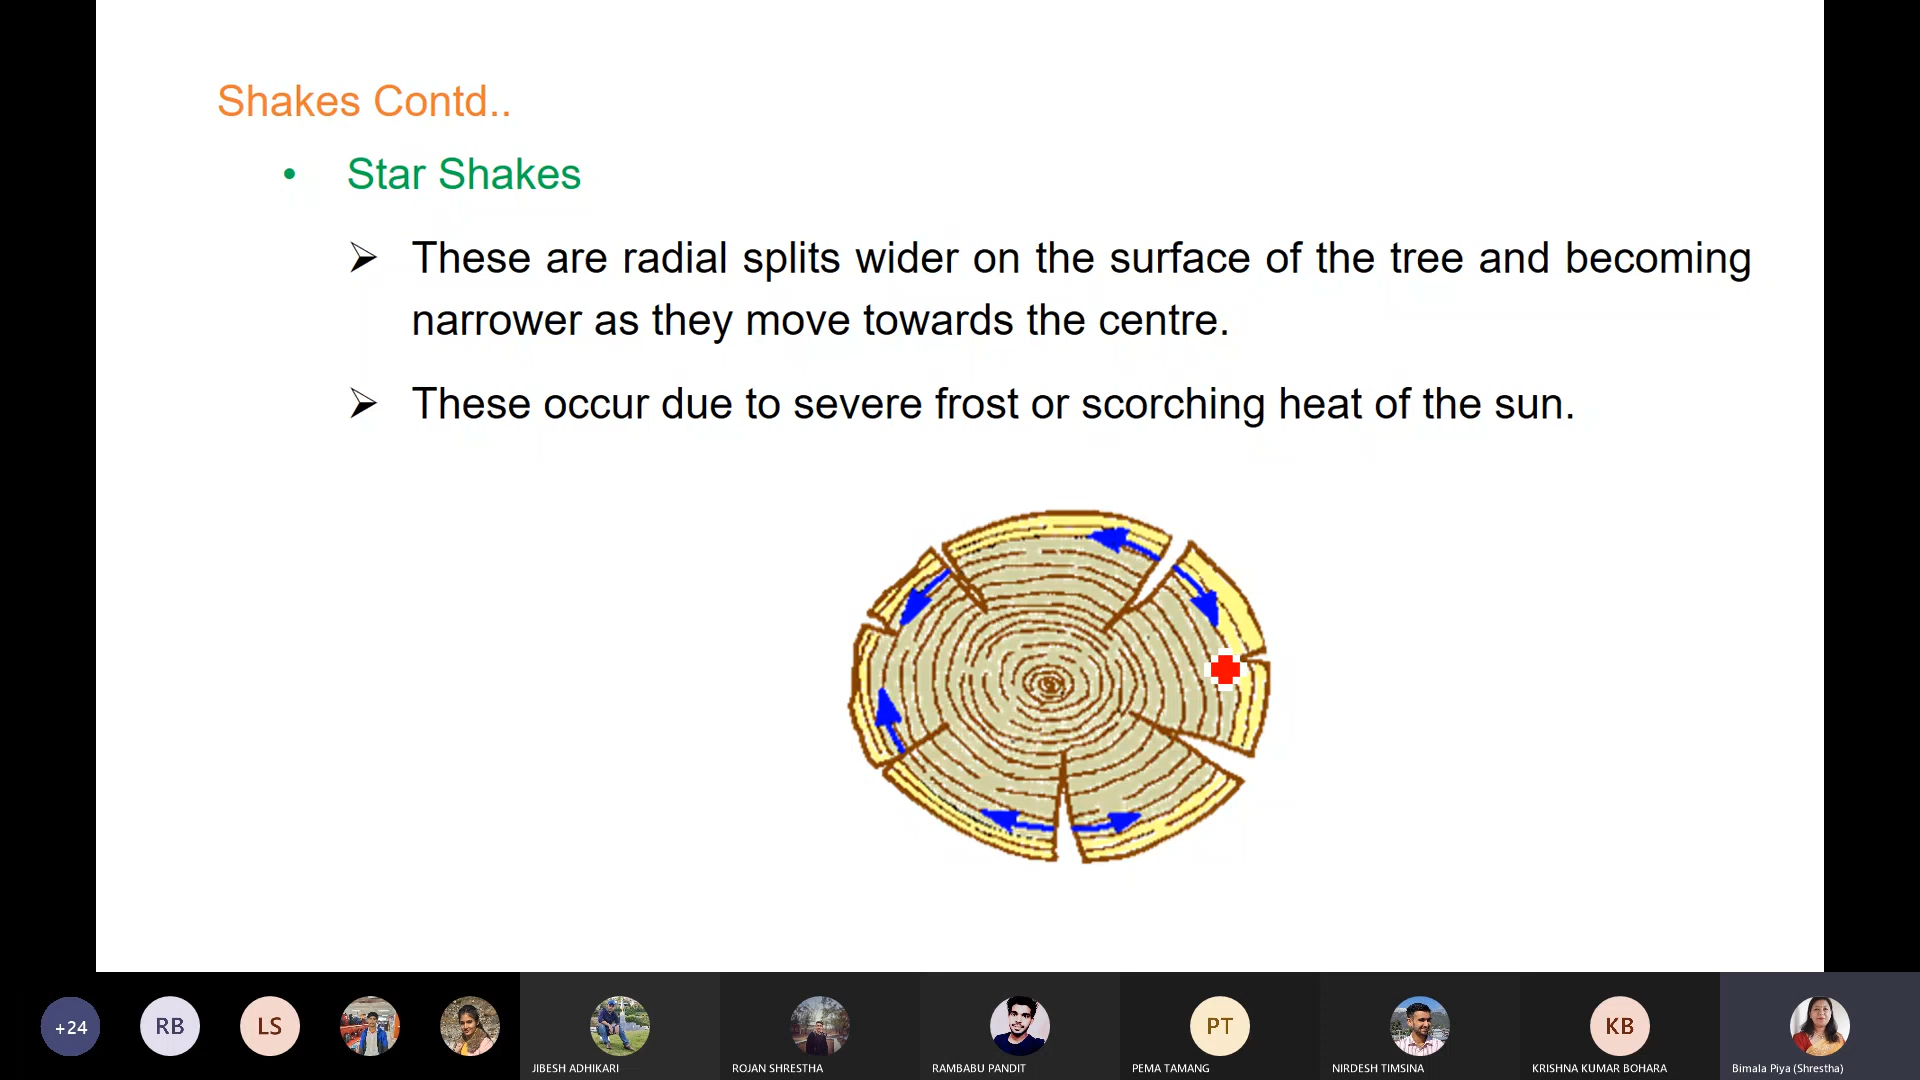 Shakes Contd..
• Star Shakes
➢ These are radial splits wider on the surface of the tree and becoming
narrower as they move towards the centre.
➢ These occur due to severe frost or scorching heat of the sun.
+24
RB
LS
PT
KB
JIBESH ADHIKARI
ROJAN SHRESTHA
RAMBABU PANDIT
PEMA TAMANG
NIRDESH TIMSINA
KRISHNA KUMAR BOHARA
Bimala Piya (Shrestha)